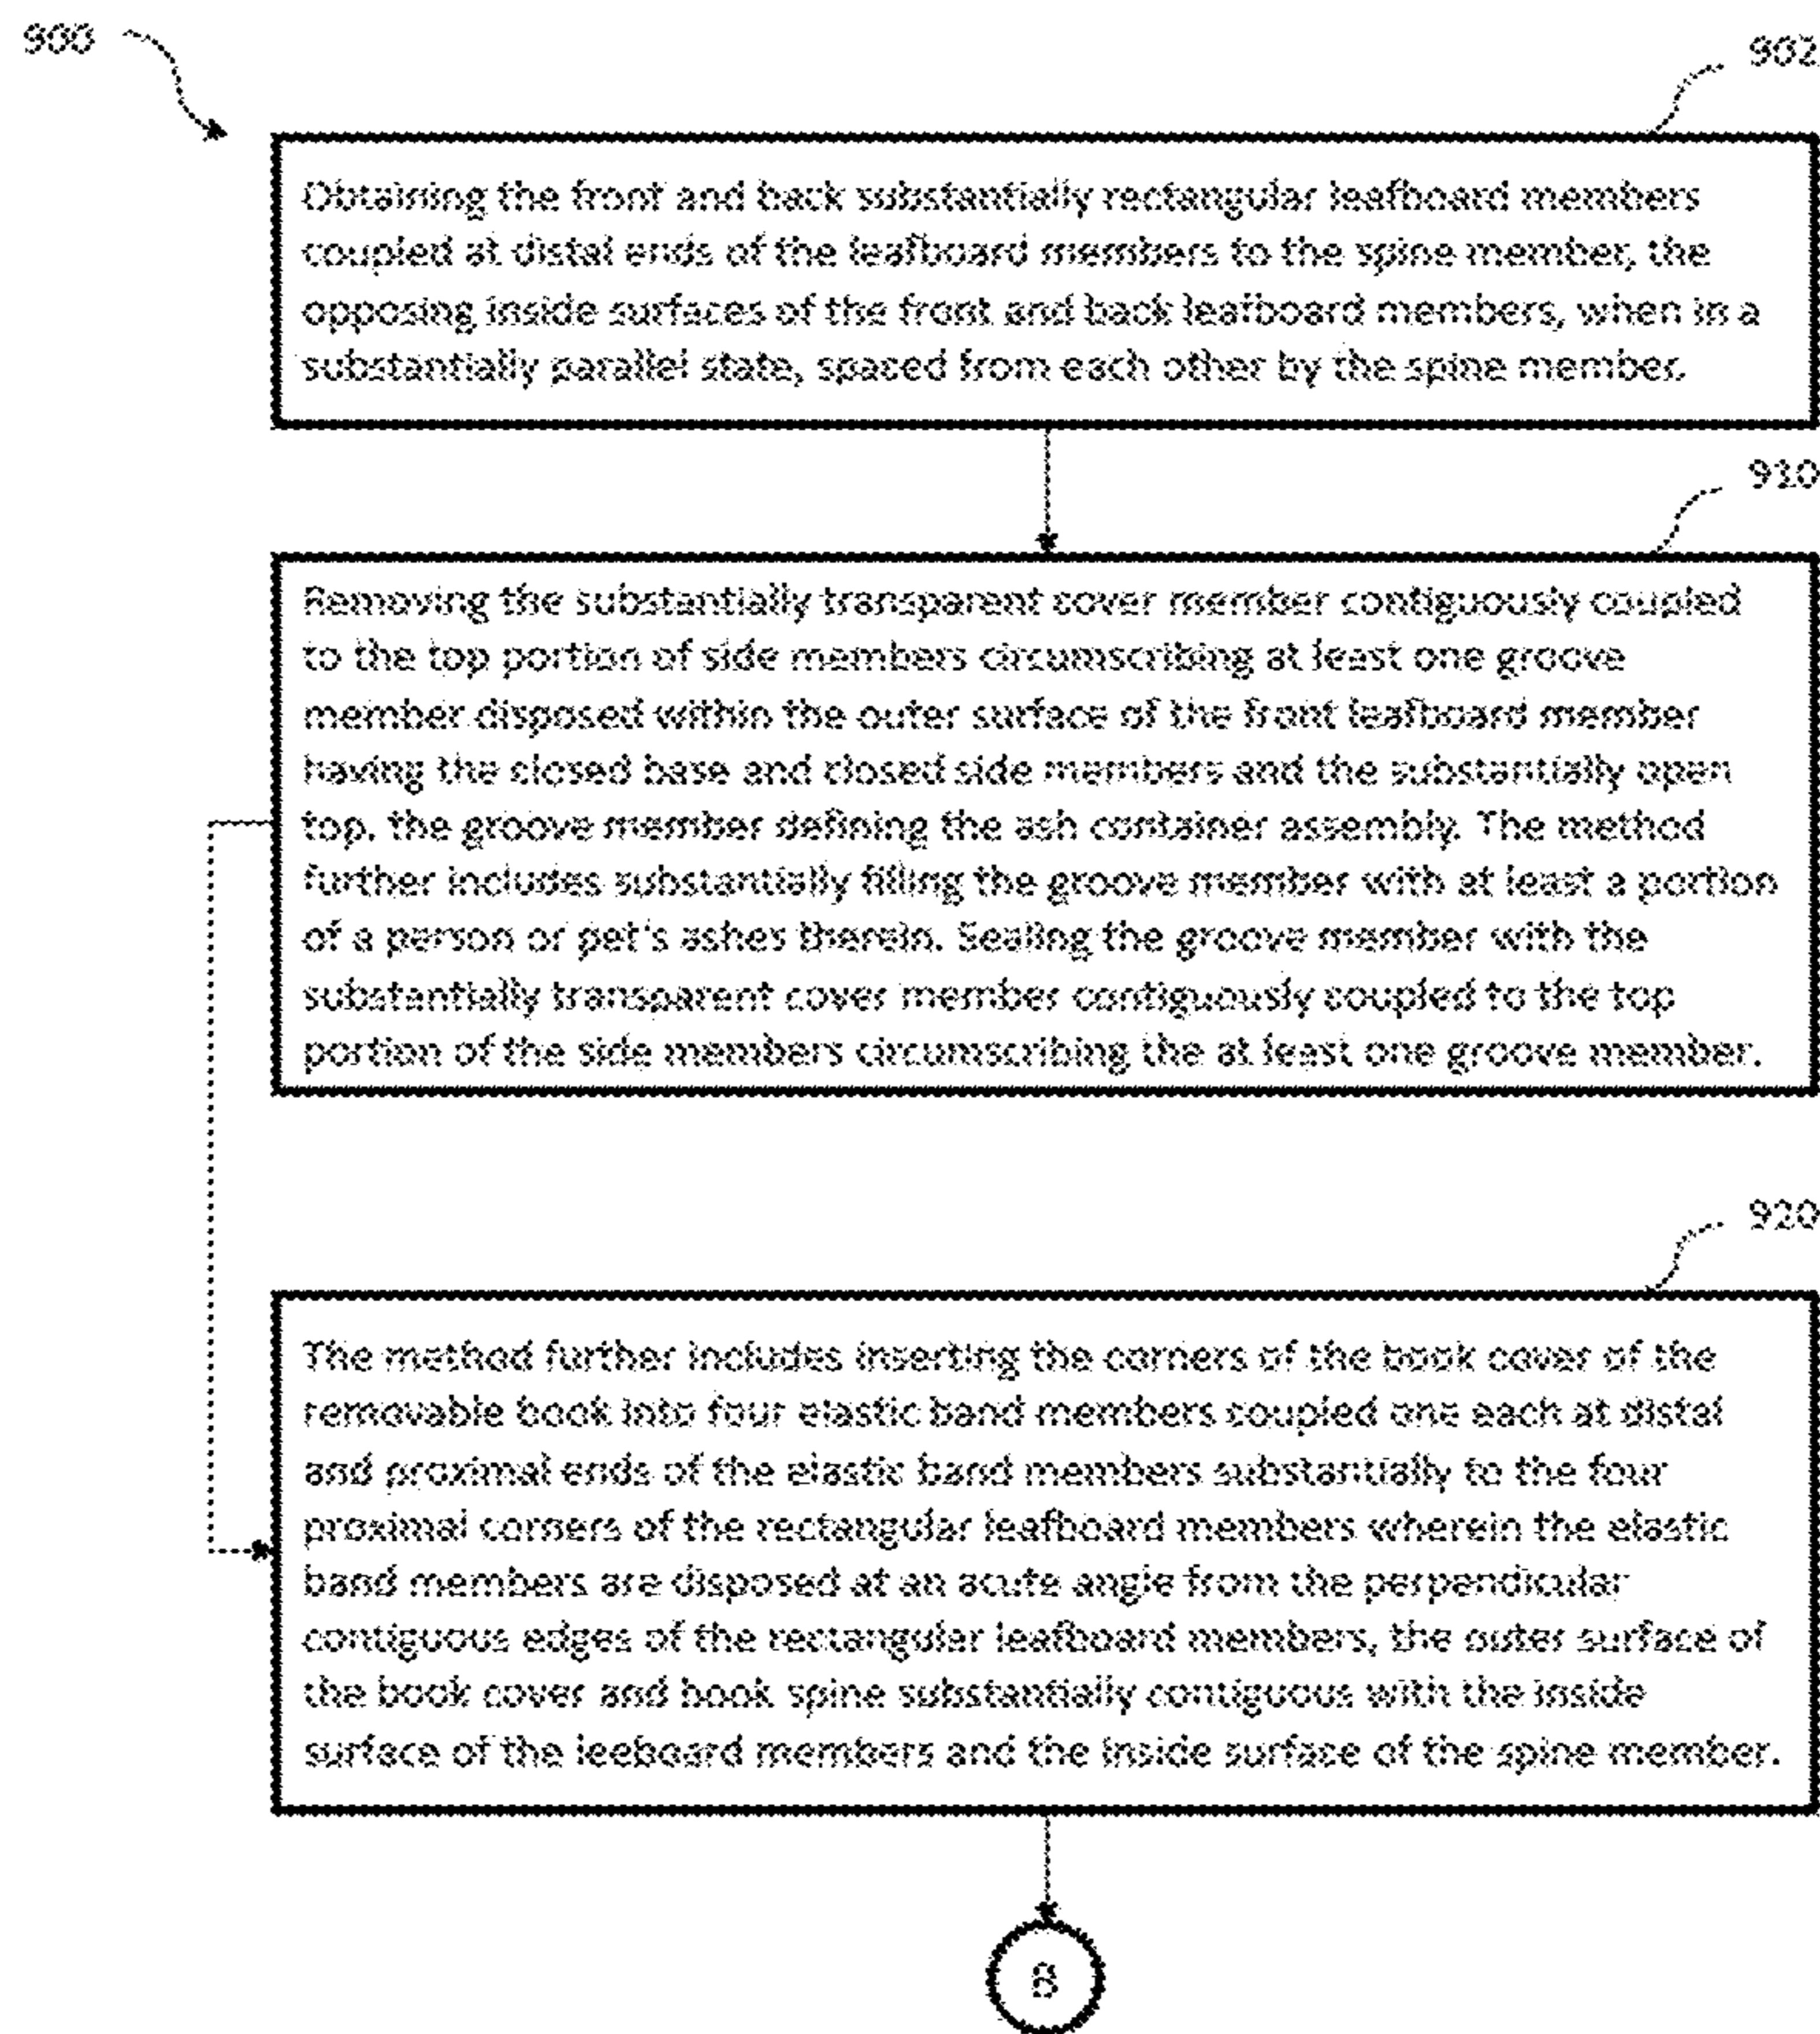 900
902
Obtaining the front and back substantially rectangular leafboard members
coupled at distal ends of the leafboard members to the spine member, the
opposing inside surfaces of the front and back leafboard members, when in a
substantially parallel state, spaced from each other by the spine member.
910
Removing the substantially transparent cover member contiguously coupled
to the top portion of side members circumscribing at least one groove
member disposed within the outer surface of the front leafboard member
having the closed base and closed side members and the substantially open
top. the groove member defining the ash container assembly. The method
further includes substantially filling the groove member with at least a portion
of a person or pet's ashes therein. Sealing the groove member with the
substantially transparent cover member contiguously coupled to the top
portion of the side members circumscribing the at least one groove member.
920
The method further includes inserting the corners of the book cover of the
removable book into four elastic band members coupled one each at distal
and proximal ends of the elastic band members substantially to the four
proximal corners of the rectangular leafboard members wherein the elastic
band members are disposed at an acute angle from the perpendicular
contiguous edges of the rectangular leafboard members, the outer surface of
the book cover and book spine substantially contiguous with the inside
surface of the leeboard members and the inside surface of the spine member.
B